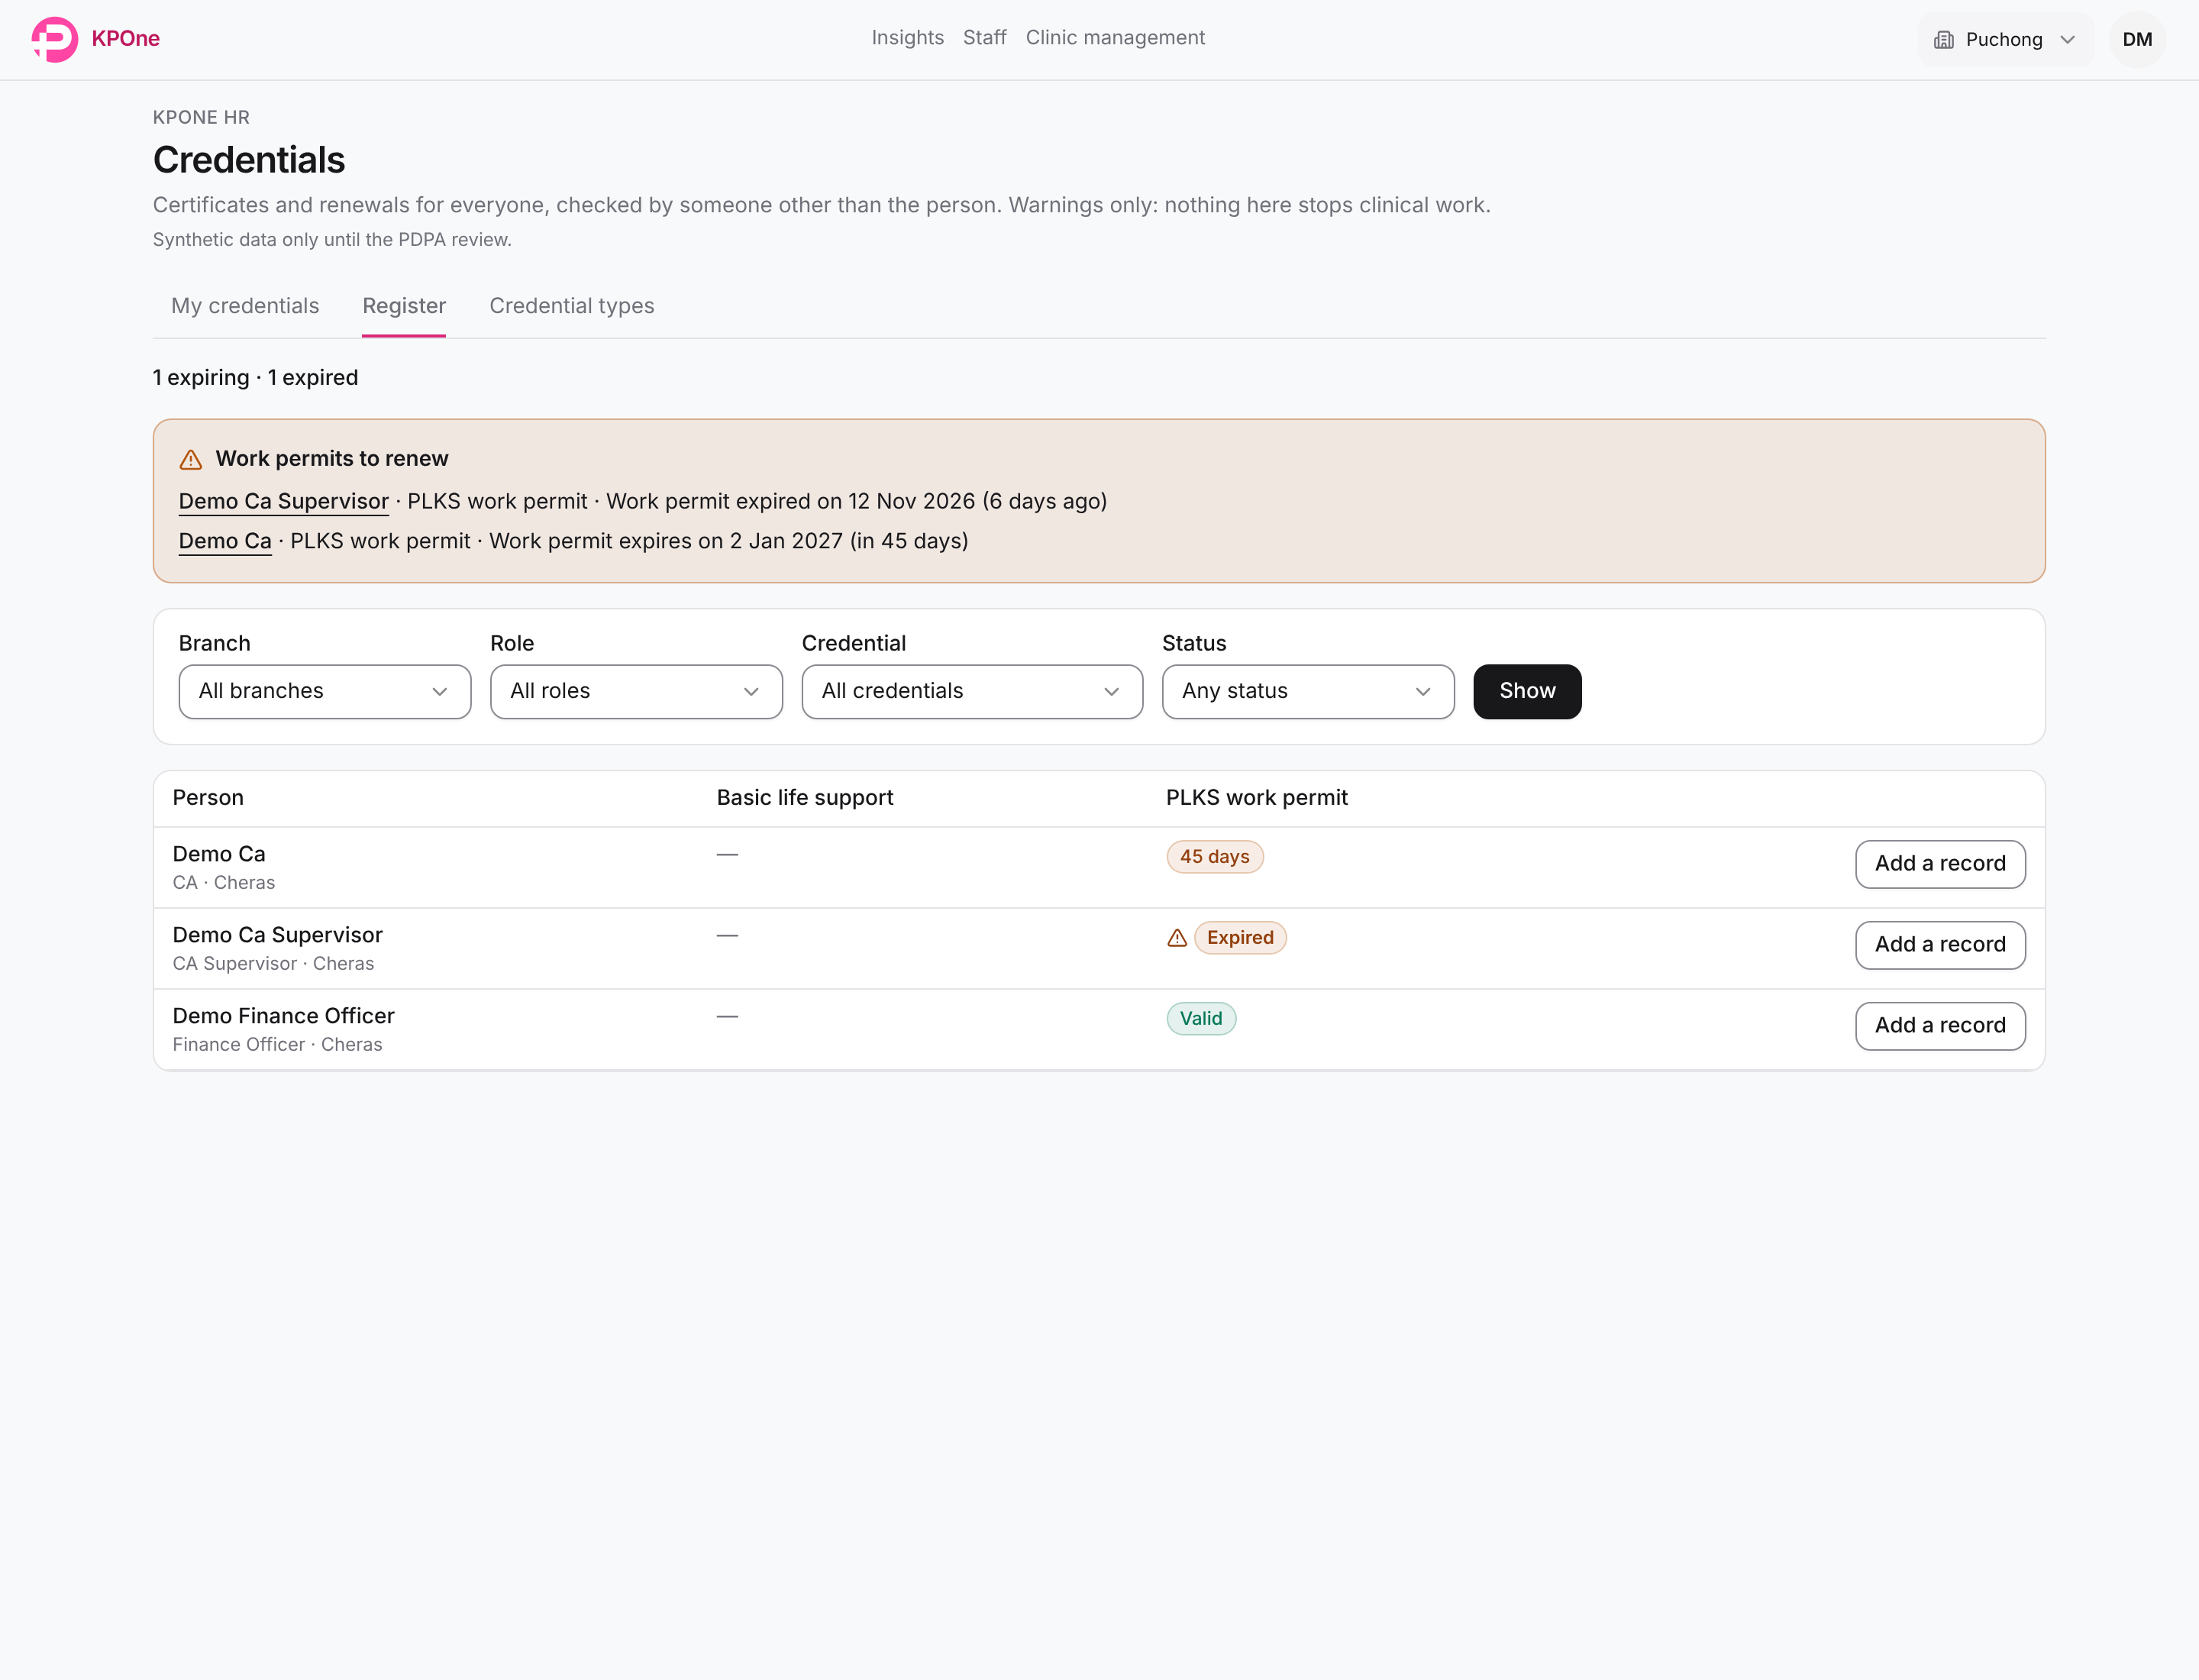 KPOne
Insights Staff Clinic management
Puchong
DM
KPONE HR
Credentials
Certificates and renewals for everyone, checked by someone other than the person. Warnings only: nothing here stops clinical work.
Synthetic data only until the PDPA review.
My credentials Register Credential types
1 expiring · 1 expired
Work permits to renew
Demo Ca Supervisor · PLKS work permit · Work permit expired on 12 Nov 2026 (6 days ago)
Demo Ca · PLKS work permit · Work permit expires on 2 Jan 2027 (in 45 days)
Branch Role Credential Status
All branches All roles All credentials Any status Show
Person Basic life support PLKS work permit
Demo Ca — 45 days Add a record
CA · Cheras
Demo Ca Supervisor — Expired Add a record
CA Supervisor · Cheras
Demo Finance Officer — Valid Add a record
Finance Officer · Cheras